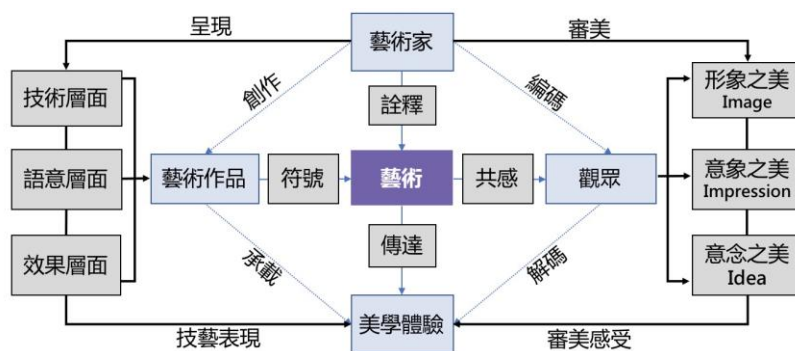 呈現
藝術家
審美
技術層面
創作
詮釋
編碼
形象之美
Image
語意層面
藝術作品
符號
藝術
共感
觀眾
意象之美
Impression
效果層面
承載
傳達
解碼
意念之美
Idea
技藝表現
美學體驗
審美感受